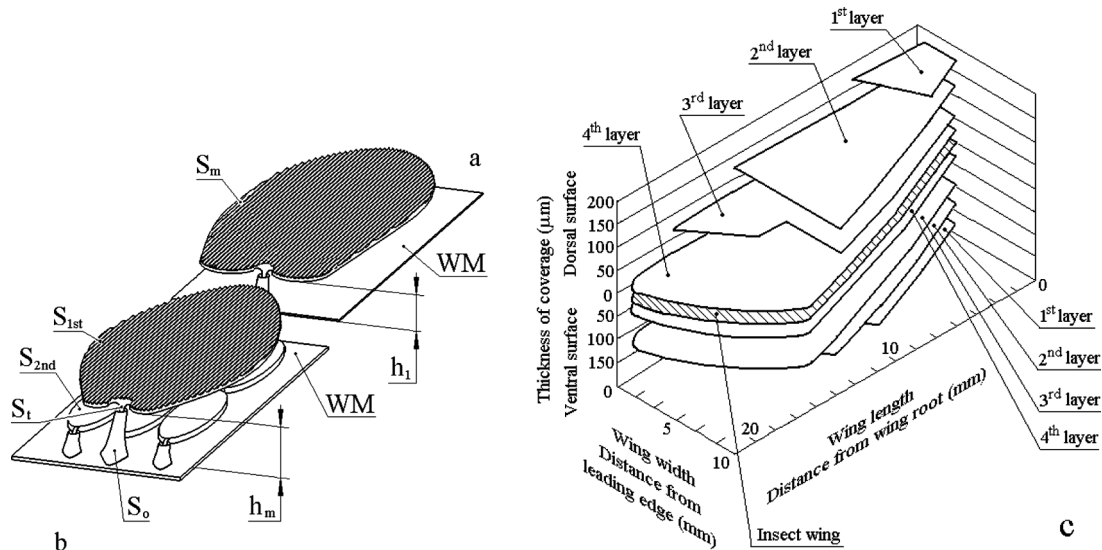 a
S_m
WM
h_1
b
S_1st
S_2nd
S_t
S_o
WM
h_m
c
1st layer
2nd layer
3rd layer
4th layer
Thickness of coverage (μm)
Ventral surface Dorsal surface
200
150
100
50
0
50
100
150
0
5
10
Wing width
Distance from
leading edge (mm)
20
10
0
Wing length
Distance from wing root (mm)
1st layer
2nd layer
3rd layer
4th layer
Insect wing